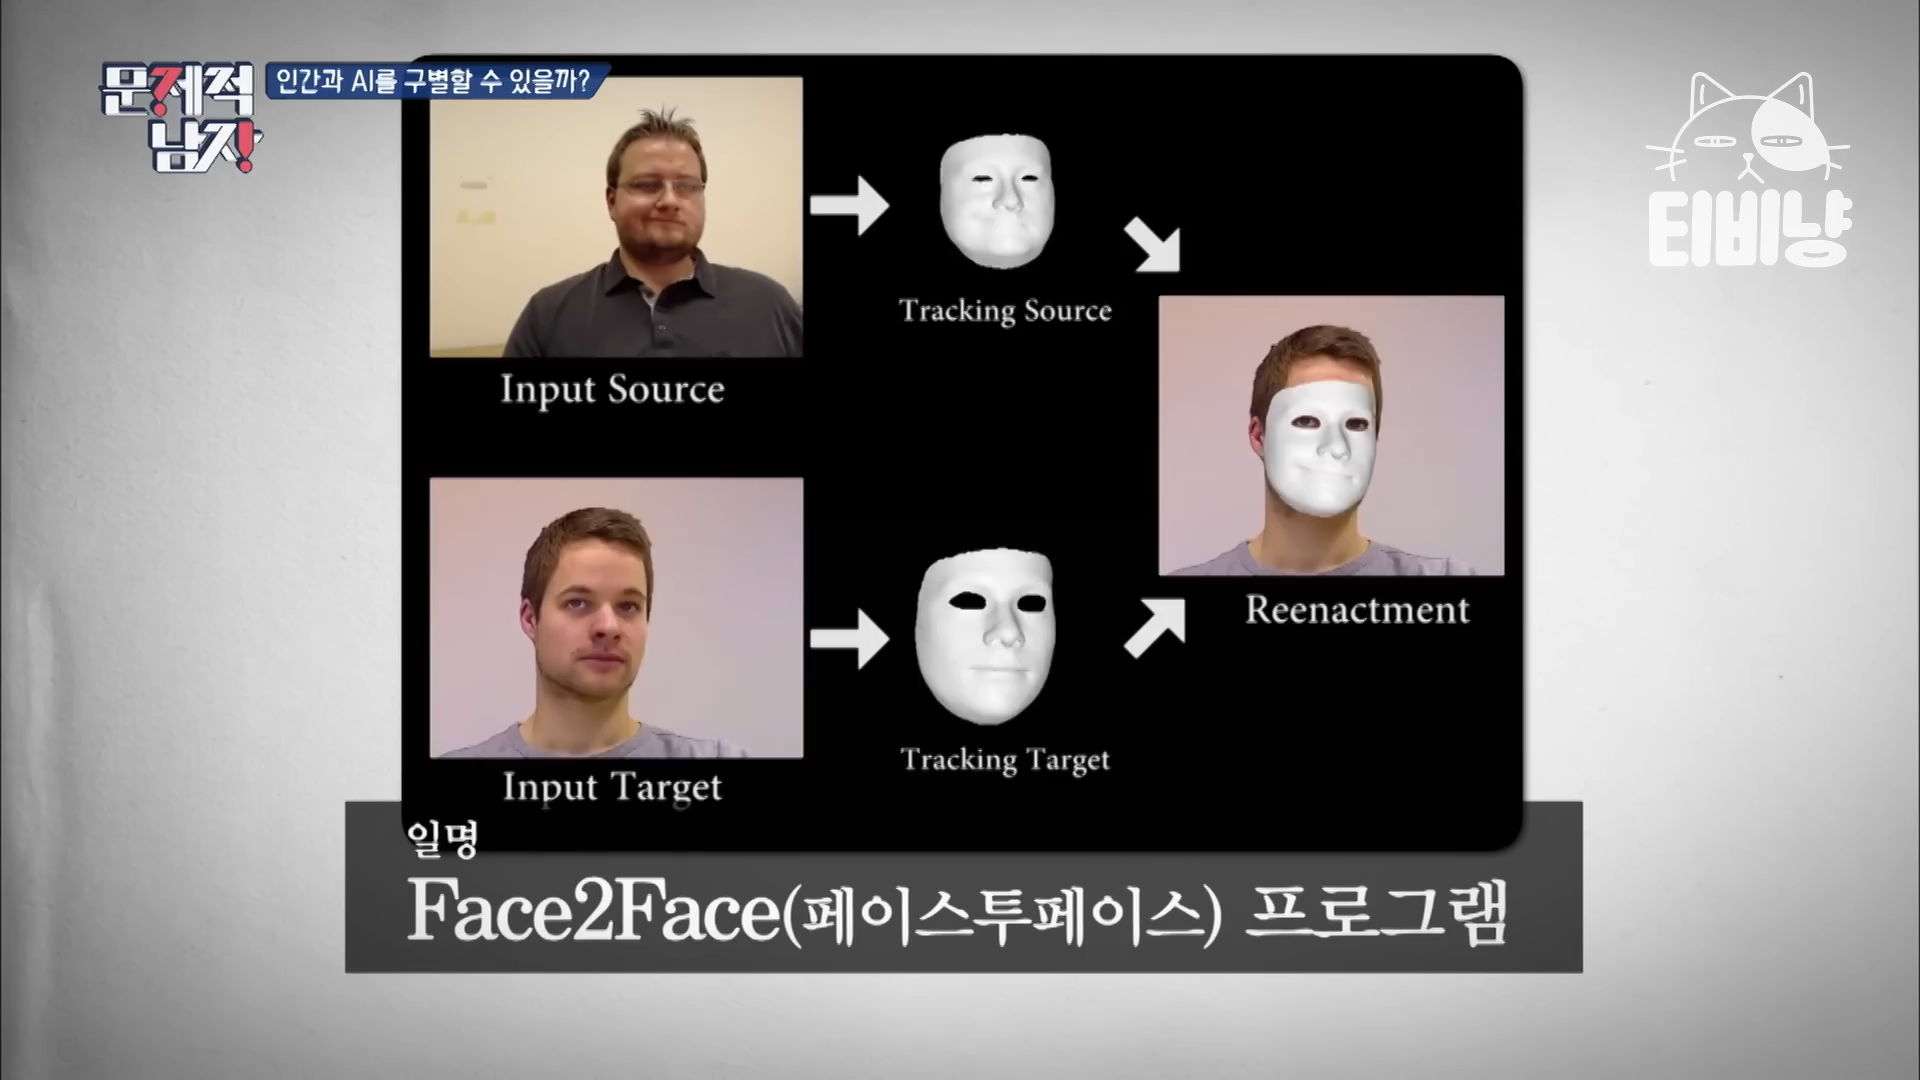 문제적
남자
인간과 AI를 구별할 수 있을까?
티비냥
Input Source
Tracking Source
Reenactment
Input Target
Tracking Target
일명
Face2Face(페이스투페이스) 프로그램